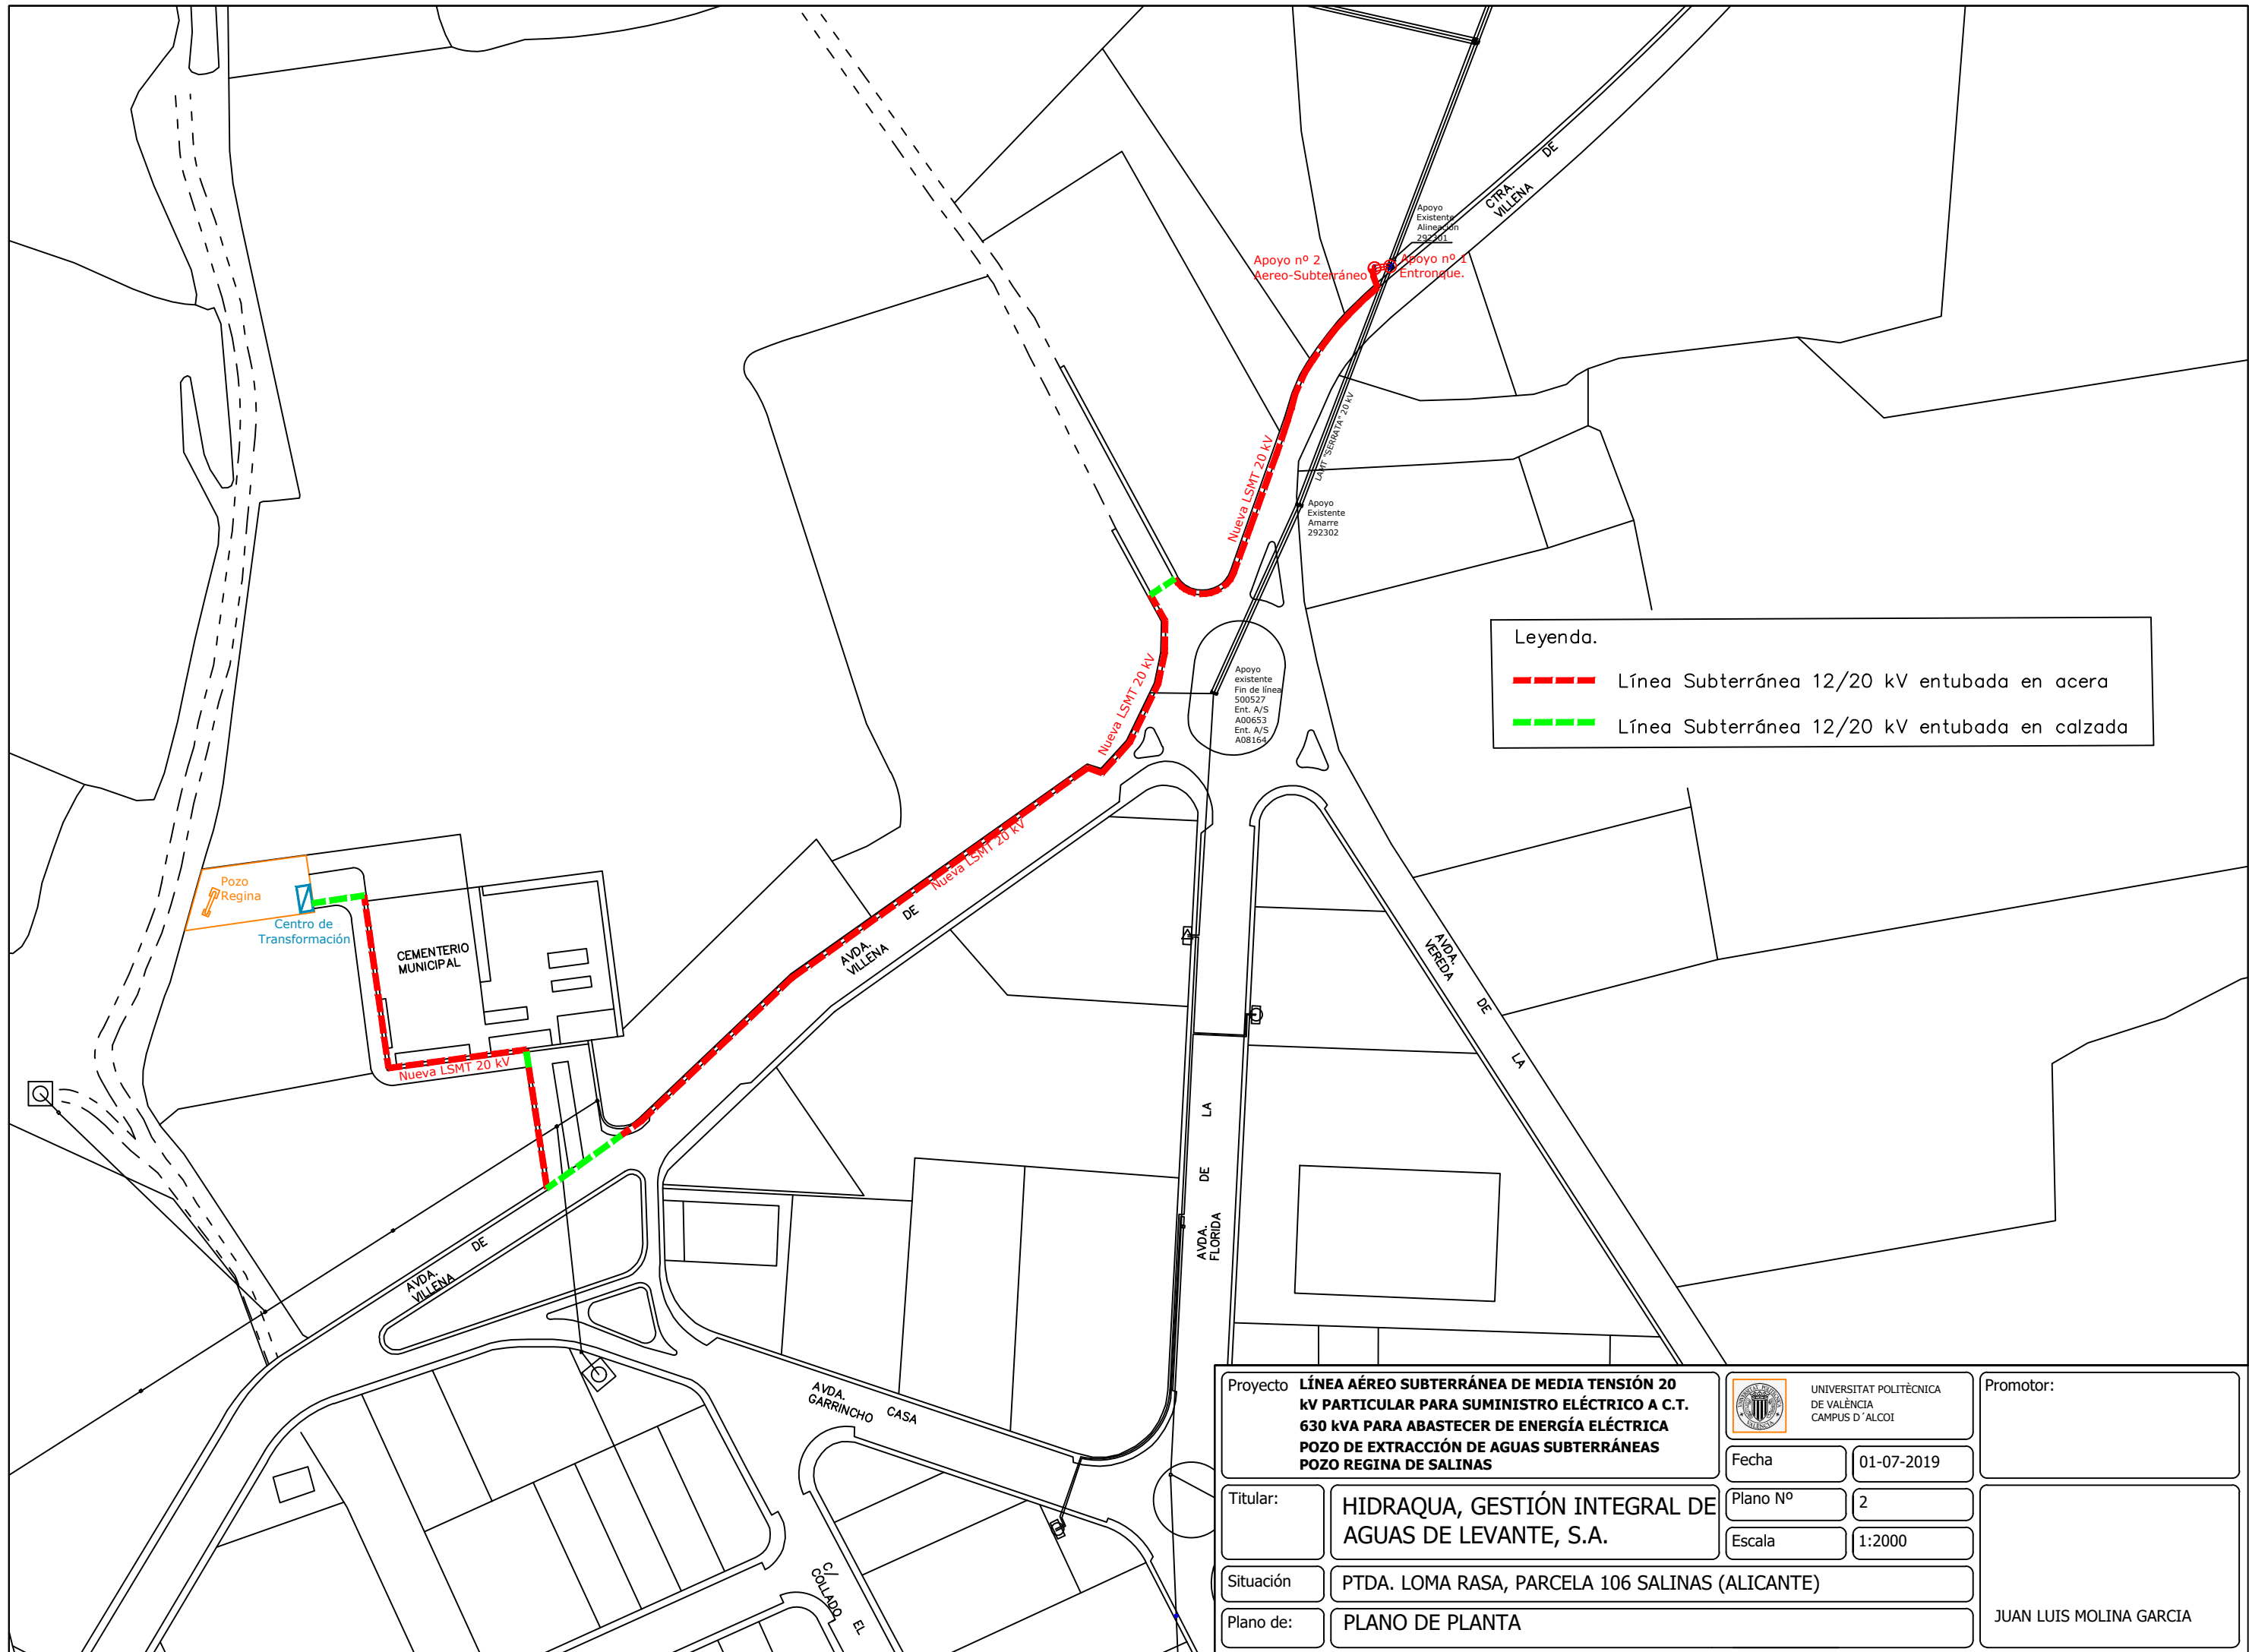 CTRA. DE
VILLENA
Apoyo
Existente
Alineación
292301
Apoyo nº 2
Aereo-Subterráneo
Apoyo nº 1
Entronque.
LAMT "SERRATA" 20 kV
Nueva LSMT 20 kV
Apoyo
Existente
Amarre
292302
Leyenda.
Línea Subterránea 12/20 kV entubada en acera
Línea Subterránea 12/20 kV entubada en calzada
Apoyo
existente
Fin de línea
500527
Ent. A/S
A00653
Ent. A/S
A08164
Nueva LSMT 20 kV
Nueva LSMT 20 kV
Pozo
Regina
Centro de
Transformación
CEMENTERIO
MUNICIPAL
AVDA. DE
VILLENA
AVDA. DE LA
VEREDA
Nueva LSMT 20 kV
AVDA. DE LA
FLORIDA
AVDA. DE
VILLENA
AVDA. CASA
GARRINCHO
C/ EL
COLLADO
Proyecto LÍNEA AÉREO SUBTERRÁNEA DE MEDIA TENSIÓN 20
kV PARTICULAR PARA SUMINISTRO ELÉCTRICO A C.T.
630 kVA PARA ABASTECER DE ENERGÍA ELÉCTRICA
POZO DE EXTRACCIÓN DE AGUAS SUBTERRÁNEAS
POZO REGINA DE SALINAS
UNIVERSITAT POLITÈCNICA
DE VALÈNCIA
CAMPUS D´ALCOI
Promotor:
Fecha 01-07-2019
Titular: HIDRAQUA, GESTIÓN INTEGRAL DE
AGUAS DE LEVANTE, S.A.
Plano Nº 2
Escala 1:2000
Situación PTDA. LOMA RASA, PARCELA 106 SALINAS (ALICANTE)
Plano de: PLANO DE PLANTA
JUAN LUIS MOLINA GARCIA